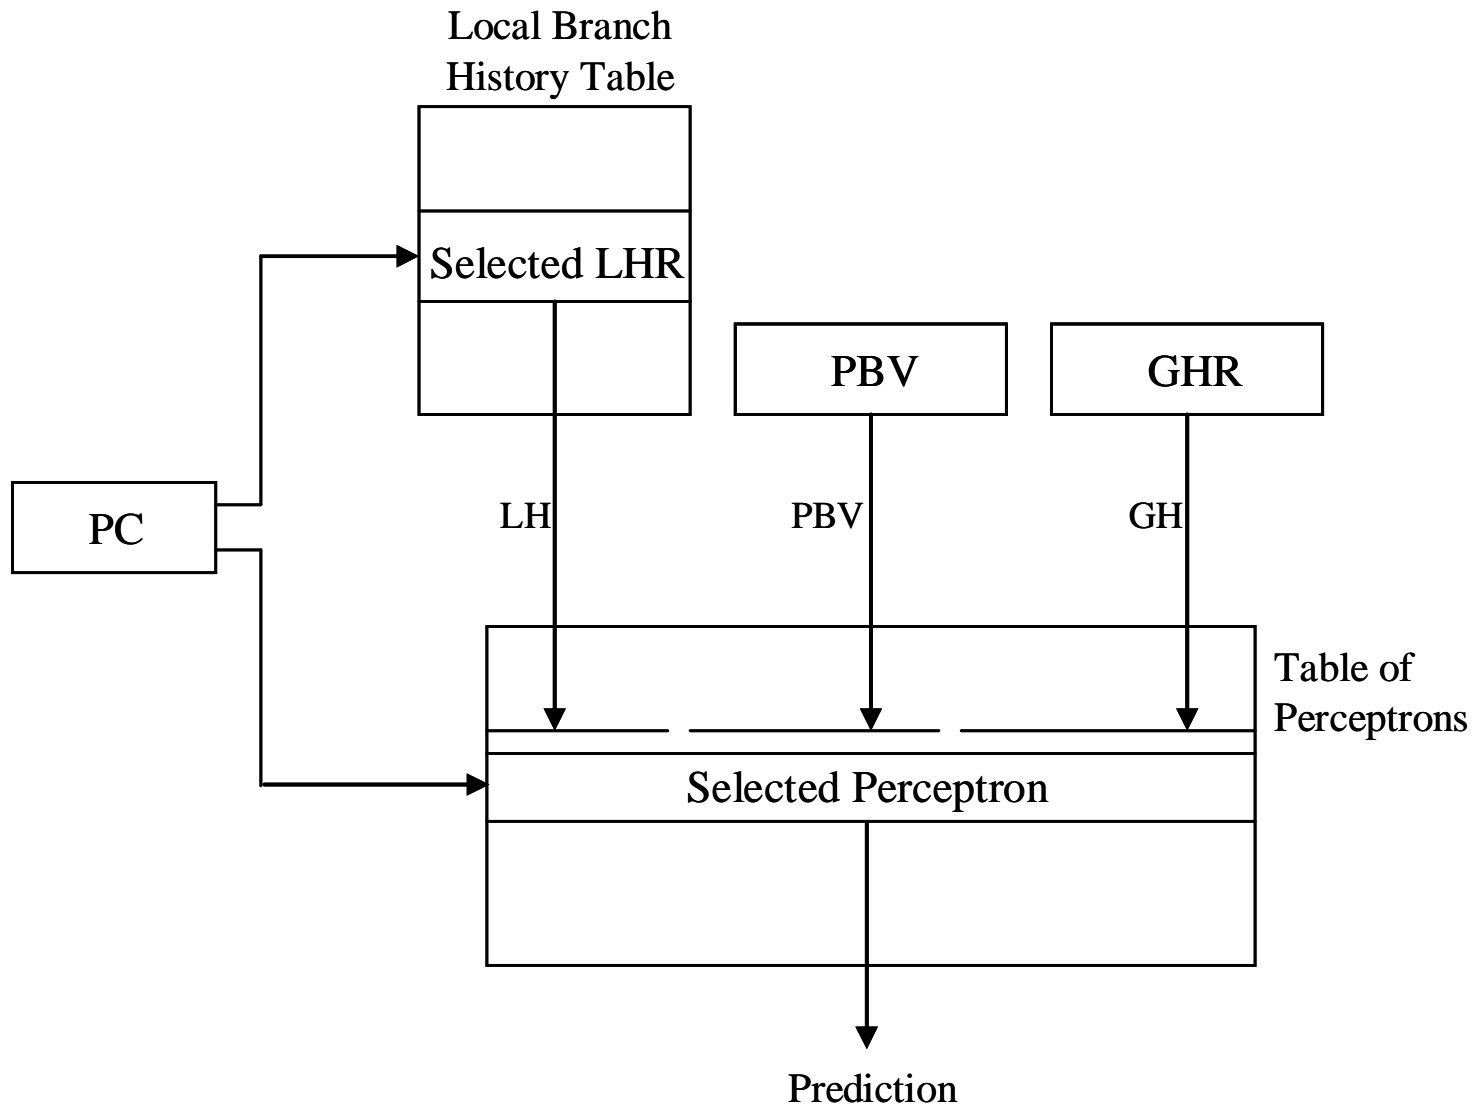 Local Branch
History Table
Selected LHR
PBV
GHR
PC
LH
PBV
GH
Table of
Perceptrons
Selected Perceptron
Prediction